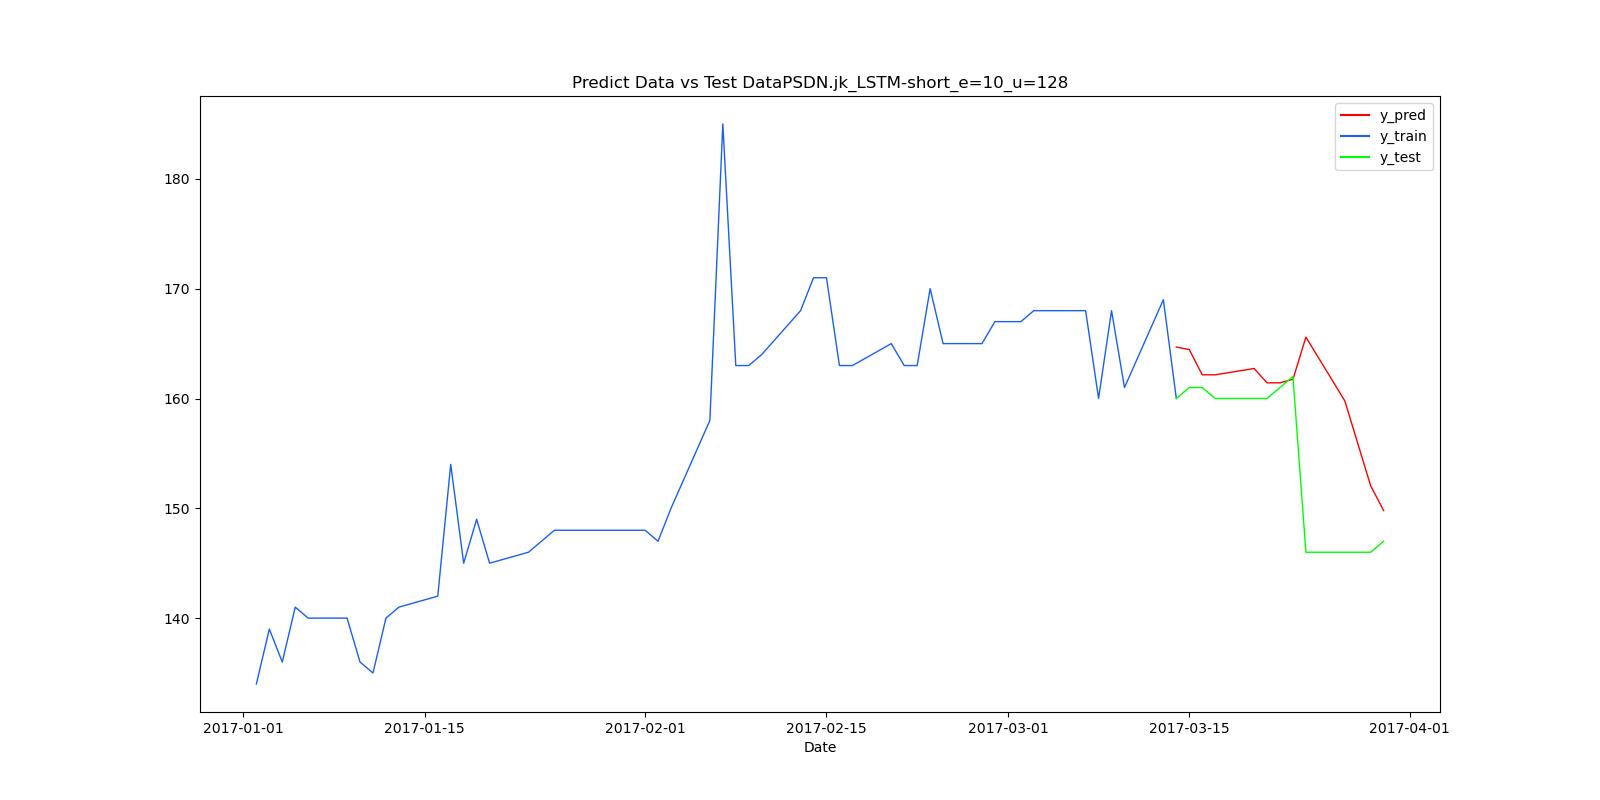 Predict Data vs Test DataPSDN.jk_LSTM-short_e=10_u=128
y_pred
y_train
y_test
180
170
160
150
140
2017-01-01 2017-01-15 2017-02-01 2017-02-15 2017-03-01 2017-03-15 2017-04-01
Date